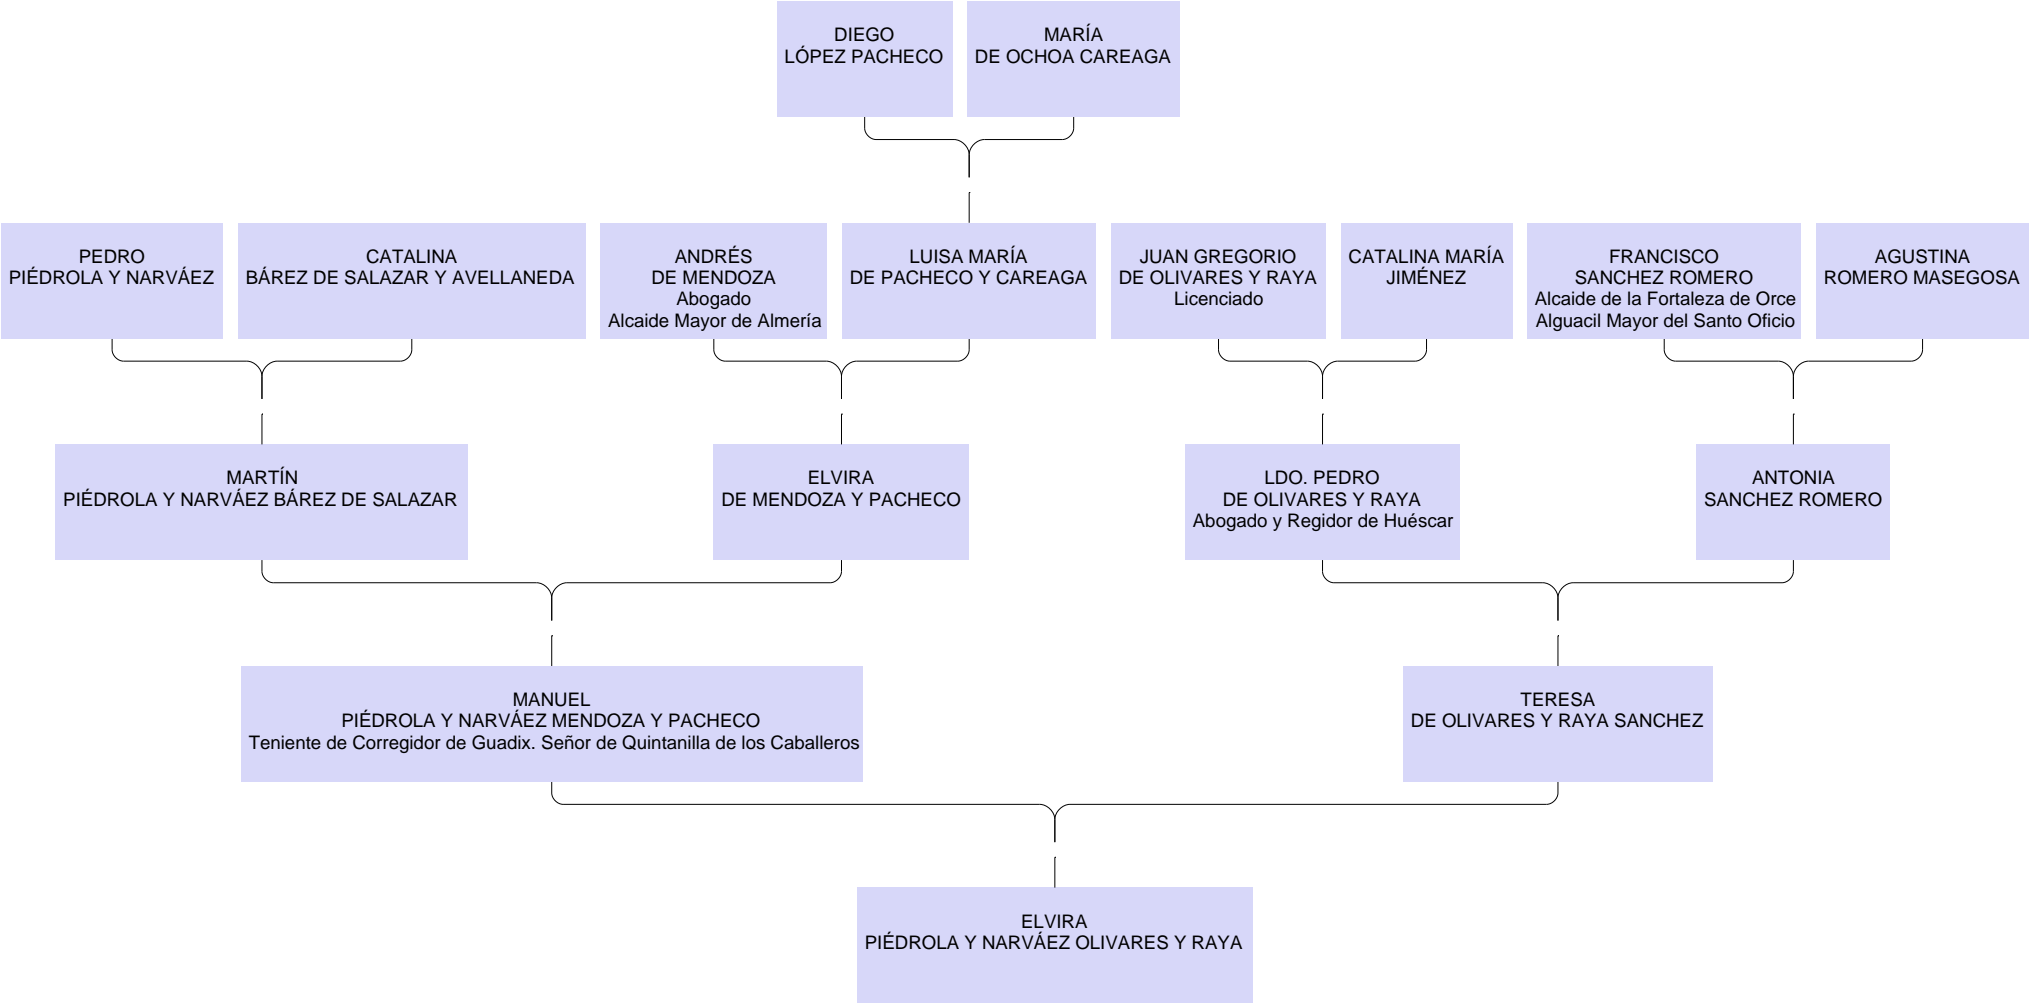 DIEGO
LÓPEZ PACHECO
MARÍA
DE OCHOA CAREAGA
PEDRO
PIÉDROLA Y NARVÁEZ
CATALINA
BÁREZ DE SALAZAR Y AVELLANEDA
ANDRÉS
DE MENDOZA
Abogado
Alcaide Mayor de Almería
LUISA MARÍA
DE PACHECO Y CAREAGA
JUAN GREGORIO
DE OLIVARES Y RAYA
Licenciado
CATALINA MARÍA
JIMÉNEZ
FRANCISCO
SANCHEZ ROMERO
Alcaide de la Fortaleza de Orce
Alguacil Mayor del Santo Oficio
AGUSTINA
ROMERO MASEGOSA
MARTÍN
PIÉDROLA Y NARVÁEZ BÁREZ DE SALAZAR
ELVIRA
DE MENDOZA Y PACHECO
LDO. PEDRO
DE OLIVARES Y RAYA
Abogado y Regidor de Huéscar
ANTONIA
SANCHEZ ROMERO
MANUEL
PIÉDROLA Y NARVÁEZ MENDOZA Y PACHECO
Teniente de Corregidor de Guadix. Señor de Quintanilla de los Caballeros
TERESA
DE OLIVARES Y RAYA SANCHEZ
ELVIRA
PIÉDROLA Y NARVÁEZ OLIVARES Y RAYA